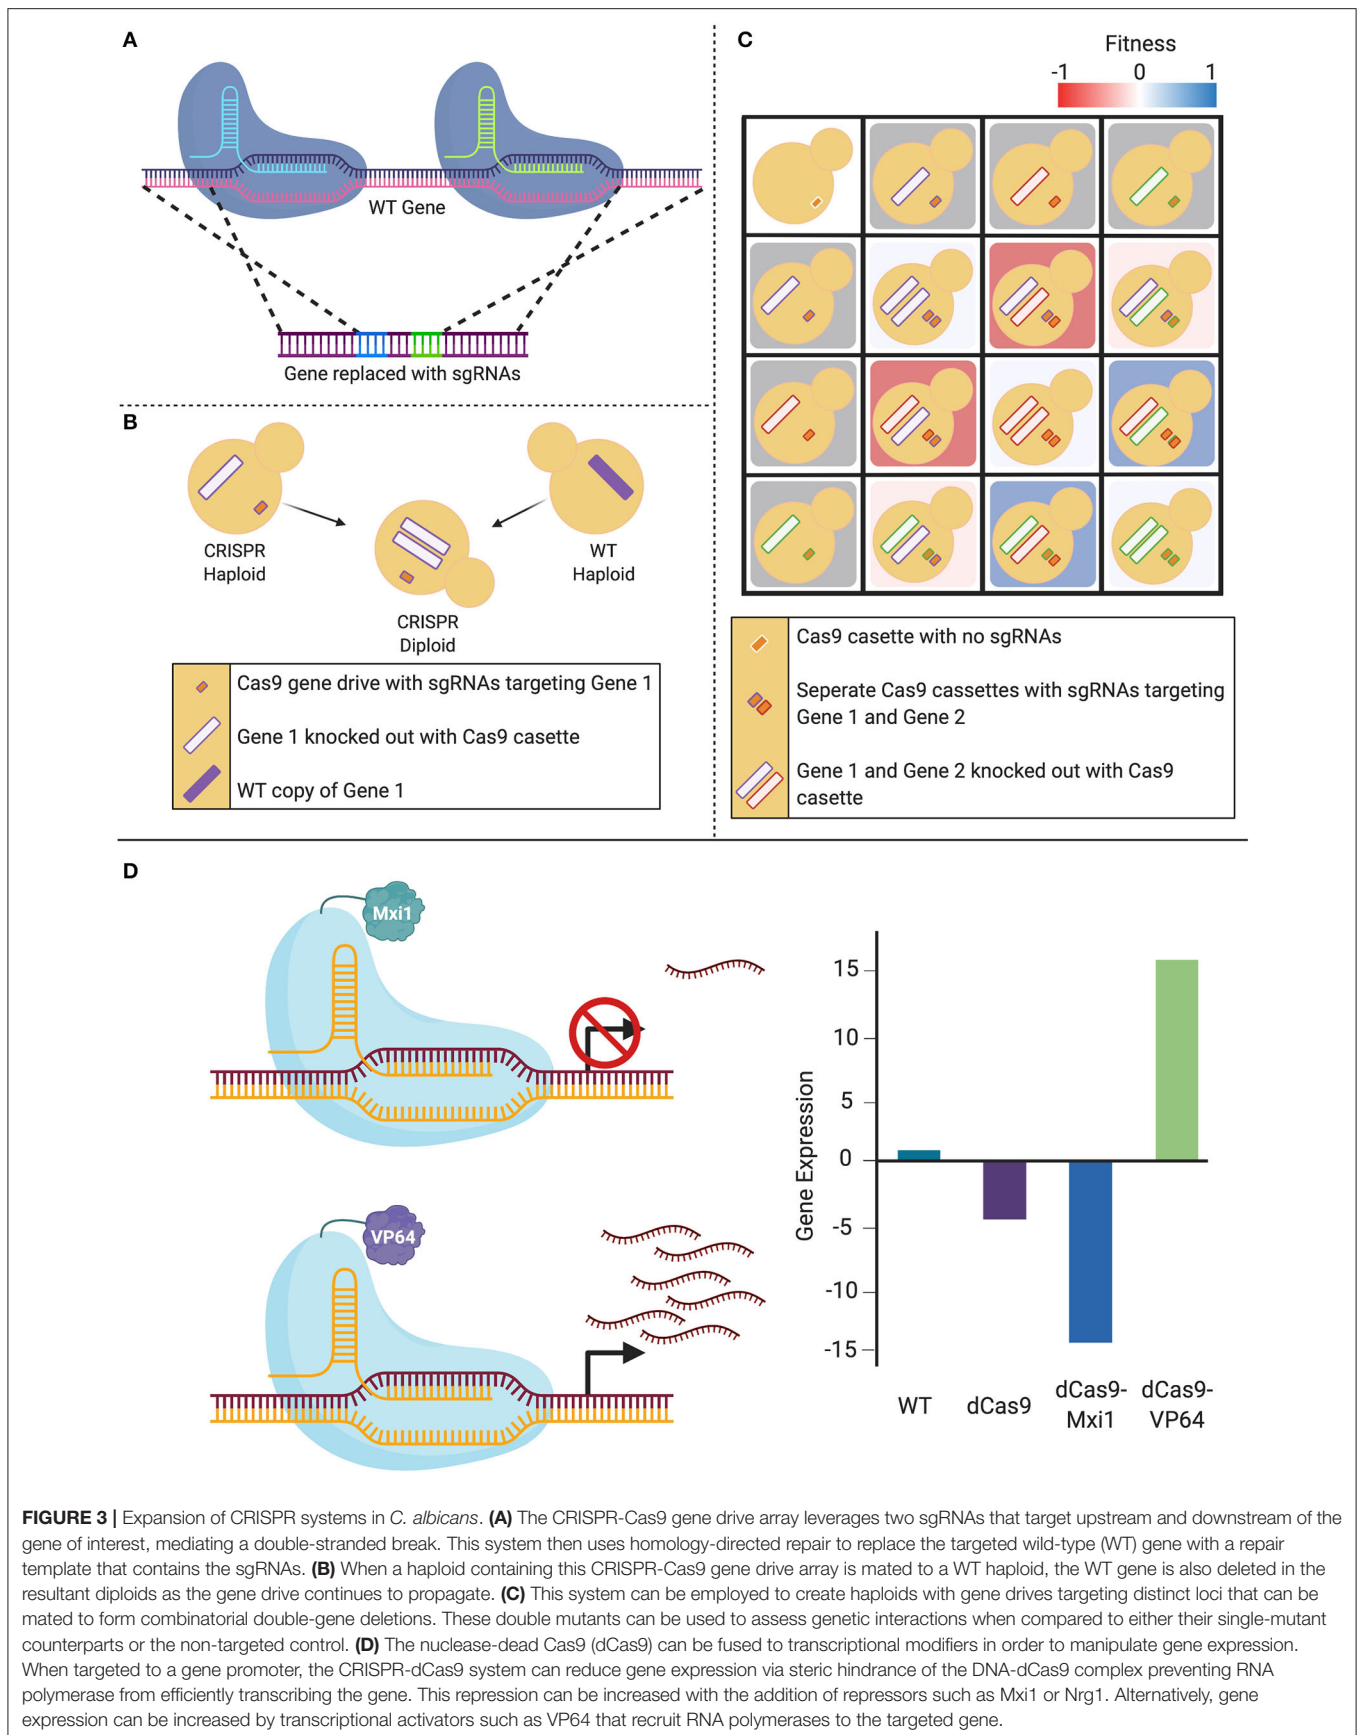 A
WT Gene
Gene replaced with sgRNAs
B
CRISPR
Haploid
WT
Haploid
CRISPR
Diploid
Cas9 gene drive with sgRNAs targeting Gene 1
Gene 1 knocked out with Cas9 casette
WT copy of Gene 1
C
Fitness
-1 0 1
Cas9 casette with no sgRNAs
Seperate Cas9 cassettes with sgRNAs targeting
Gene 1 and Gene 2
Gene 1 and Gene 2 knocked out with Cas9
casette
D
Mxi1
VP64
Gene Expression
15
10
5
0
-5
-10
-15
WT
dCas9
dCas9-
Mxi1
dCas9-
VP64
FIGURE 3 | Expansion of CRISPR systems in C. albicans. (A) The CRISPR-Cas9 gene drive array leverages two sgRNAs that target upstream and downstream of the
gene of interest, mediating a double-stranded break. This system then uses homology-directed repair to replace the targeted wild-type (WT) gene with a repair
template that contains the sgRNAs. (B) When a haploid containing this CRISPR-Cas9 gene drive array is mated to a WT haploid, the WT gene is also deleted in the
resultant diploids as the gene drive continues to propagate. (C) This system can be employed to create haploids with gene drives targeting distinct loci that can be
mated to form combinatorial double-gene deletions. These double mutants can be used to assess genetic interactions when compared to either their single-mutant
counterparts or the non-targeted control. (D) The nuclease-dead Cas9 (dCas9) can be fused to transcriptional modifiers in order to manipulate gene expression.
When targeted to a gene promoter, the CRISPR-dCas9 system can reduce gene expression via steric hindrance of the DNA-dCas9 complex preventing RNA
polymerase from efficiently transcribing the gene. This repression can be increased with the addition of repressors such as Mxi1 or Nrg1. Alternatively, gene
expression can be increased by transcriptional activators such as VP64 that recruit RNA polymerases to the targeted gene.